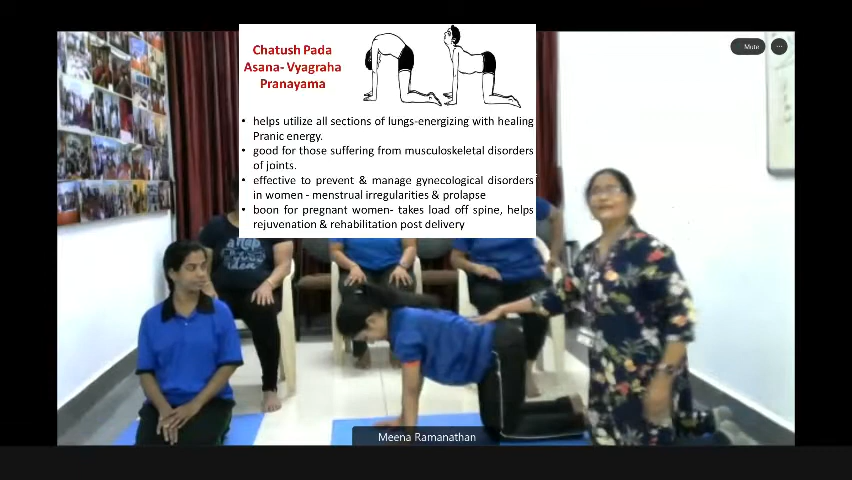 Chatush Pada
Asana- Vyagraha
Pranayama
• helps utilize all sections of lungs-energizing with healing
Pranic energy.
• good for those suffering from musculoskeletal disorders
of joints.
• effective to prevent & manage gynecological disorders
in women - menstrual irregularities & prolapse
• boon for pregnant women- takes load off spine, helps
rejuvenation & rehabilitation post delivery
Mute
a Nap
idea
Meena Ramanathan